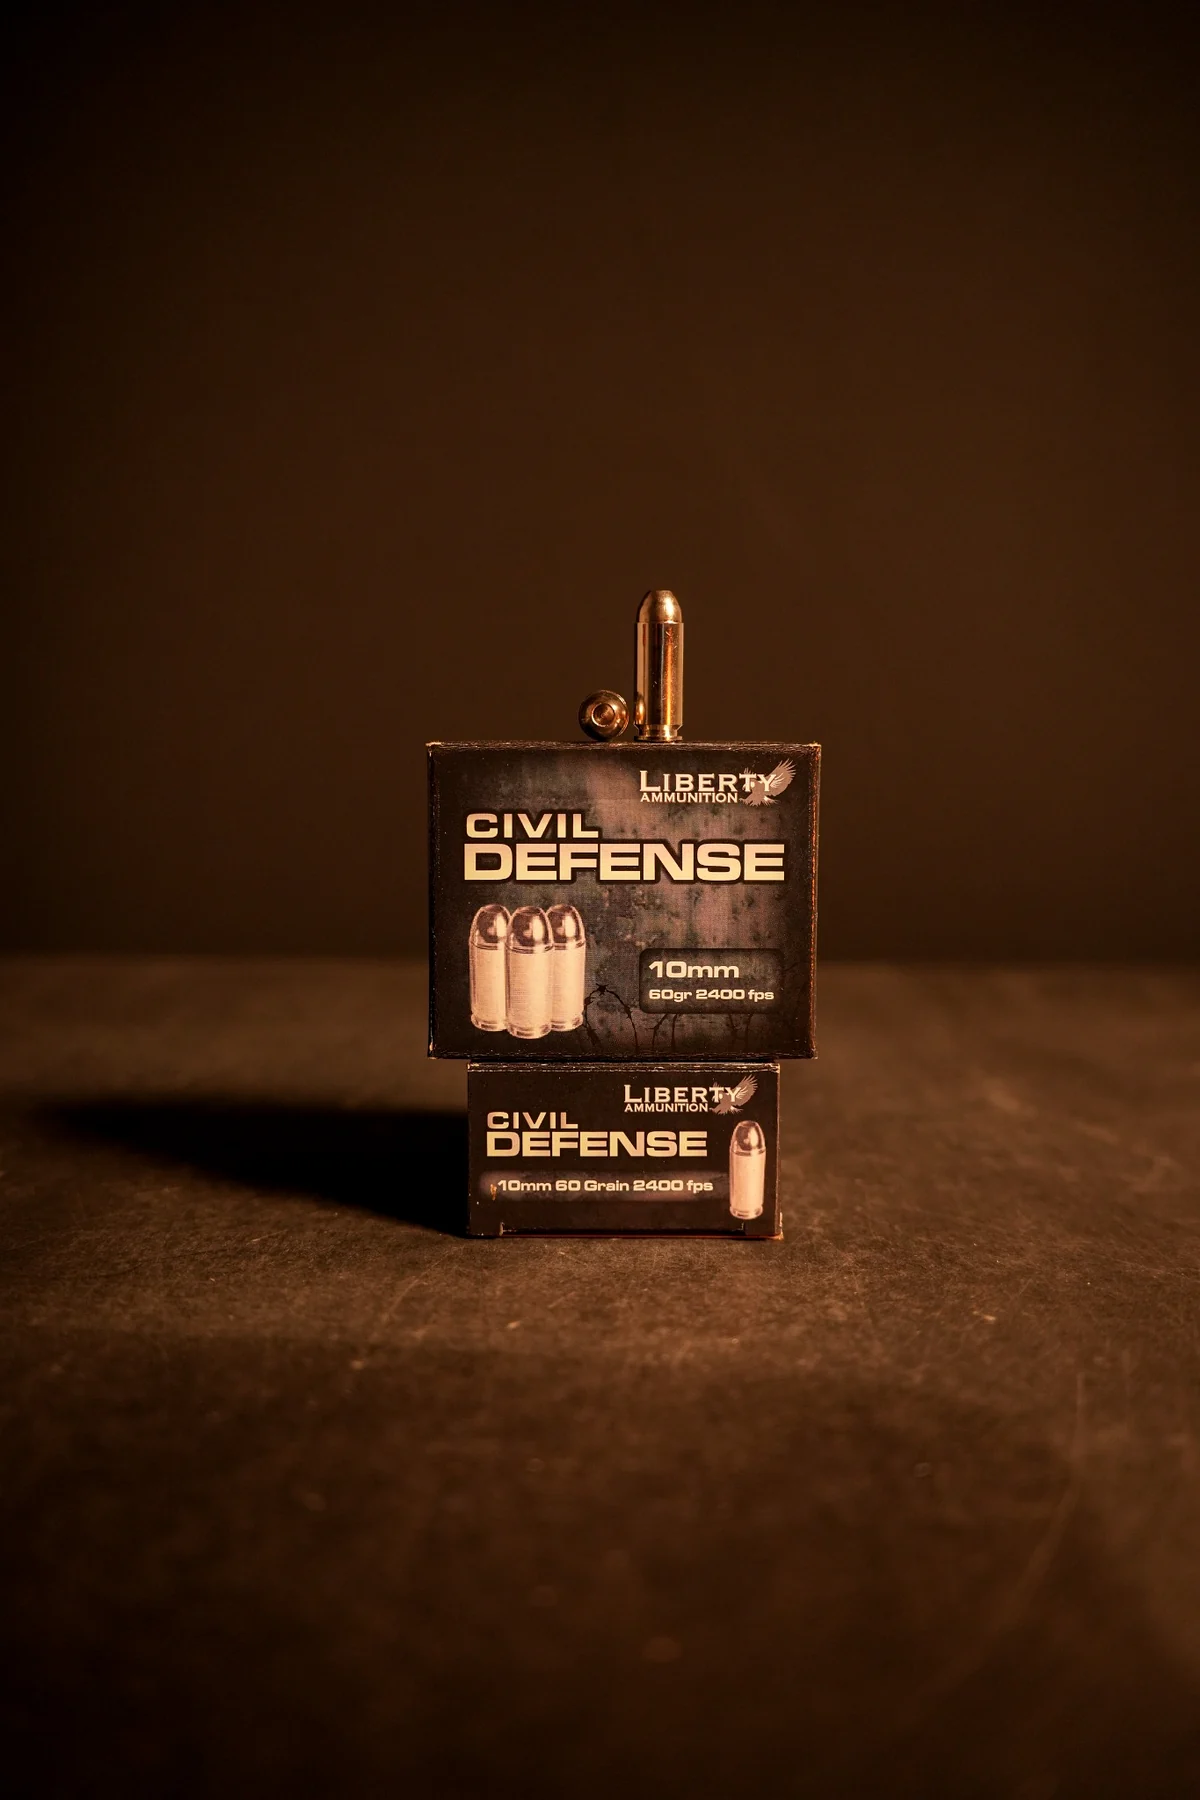 LIBERTY
AMMUNITION
CIVIL
DEFENSE
10mm
60gr 2400 fps
LIBERTY
AMMUNITION
CIVIL
DEFENSE
10mm 60 Grain 2400 fps